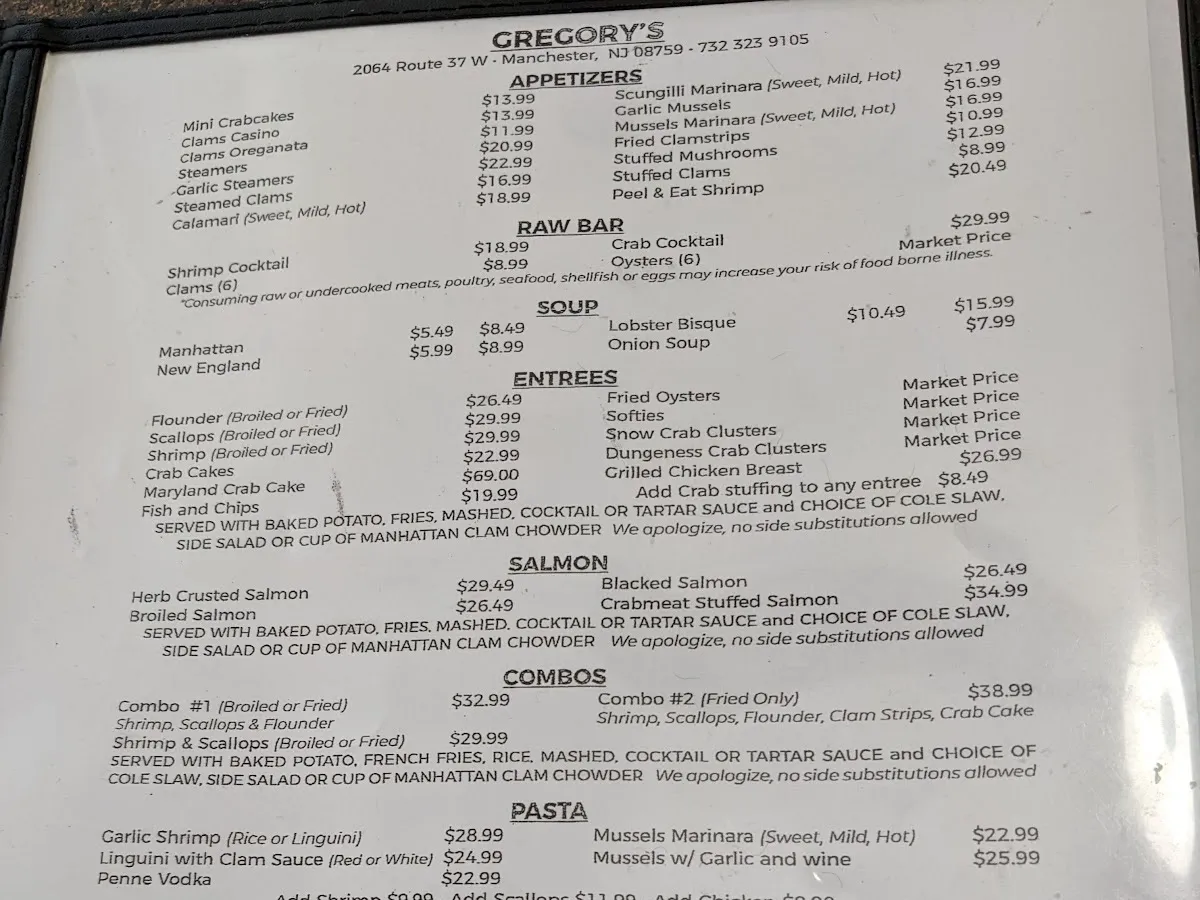 GREGORY'S
2064 Route 37 W - Manchester, NJ 08759 - 732 323 9105
APPETIZERS
Mini Crabcakes $13.99 Scungilli Marinara (Sweet, Mild, Hot) $21.99
Clams Casino $13.99 Garlic Mussels $16.99
Clams Oreganata $11.99 Mussels Marinara (Sweet, Mild, Hot) $16.99
Steamers $20.99 Fried Clamstrips $10.99
Garlic Steamers $22.99 Stuffed Mushrooms $12.99
Steamed Clams $16.99 Stuffed Clams $8.99
Calamari (Sweet, Mild, Hot) $18.99 Peel & Eat Shrimp $20.49
RAW BAR
Shrimp Cocktail $18.99 Crab Cocktail $29.99
Clams (6) $8.99 Oysters (6) Market Price
*Consuming raw or undercooked meats, poultry, seafood, shellfish or eggs may increase your risk of food borne illness.
SOUP
Manhattan $5.49 $8.49 Lobster Bisque $10.49 $15.99
New England $5.99 $8.99 Onion Soup $7.99
ENTREES
Flounder (Broiled or Fried) $26.49 Fried Oysters Market Price
Scallops (Broiled or Fried) $29.99 Softies Market Price
Shrimp (Broiled or Fried) $29.99 Snow Crab Clusters Market Price
Crab Cakes $22.99 Dungeness Crab Clusters Market Price
Maryland Crab Cake $69.00 Grilled Chicken Breast $26.99
Fish and Chips $19.99 Add Crab stuffing to any entree $8.49
SERVED WITH BAKED POTATO, FRIES, MASHED, COCKTAIL OR TARTAR SAUCE and CHOICE OF COLE SLAW,
SIDE SALAD OR CUP OF MANHATTAN CLAM CHOWDER We apologize, no side substitutions allowed
SALMON
Herb Crusted Salmon $29.49 Blacked Salmon $26.49
Broiled Salmon $26.49 Crabmeat Stuffed Salmon $34.99
SERVED WITH BAKED POTATO, FRIES, MASHED, COCKTAIL OR TARTAR SAUCE and CHOICE OF COLE SLAW,
SIDE SALAD OR CUP OF MANHATTAN CLAM CHOWDER We apologize, no side substitutions allowed
COMBOS
Combo #1 (Broiled or Fried) $32.99 Combo #2 (Fried Only) $38.99
Shrimp, Scallops & Flounder Shrimp, Scallops, Flounder, Clam Strips, Crab Cake
Shrimp & Scallops (Broiled or Fried) $29.99
SERVED WITH BAKED POTATO, FRENCH FRIES, RICE, MASHED, COCKTAIL OR TARTAR SAUCE and CHOICE OF
COLE SLAW, SIDE SALAD OR CUP OF MANHATTAN CLAM CHOWDER We apologize, no side substitutions allowed
PASTA
Garlic Shrimp (Rice or Linguini) $28.99 Mussels Marinara (Sweet, Mild, Hot) $22.99
Linguini with Clam Sauce (Red or White) $24.99 Mussels w/ Garlic and wine $25.99
Penne Vodka $22.99
Add Shrimp $9.99 Add Scallops $11.99 Add Chicken